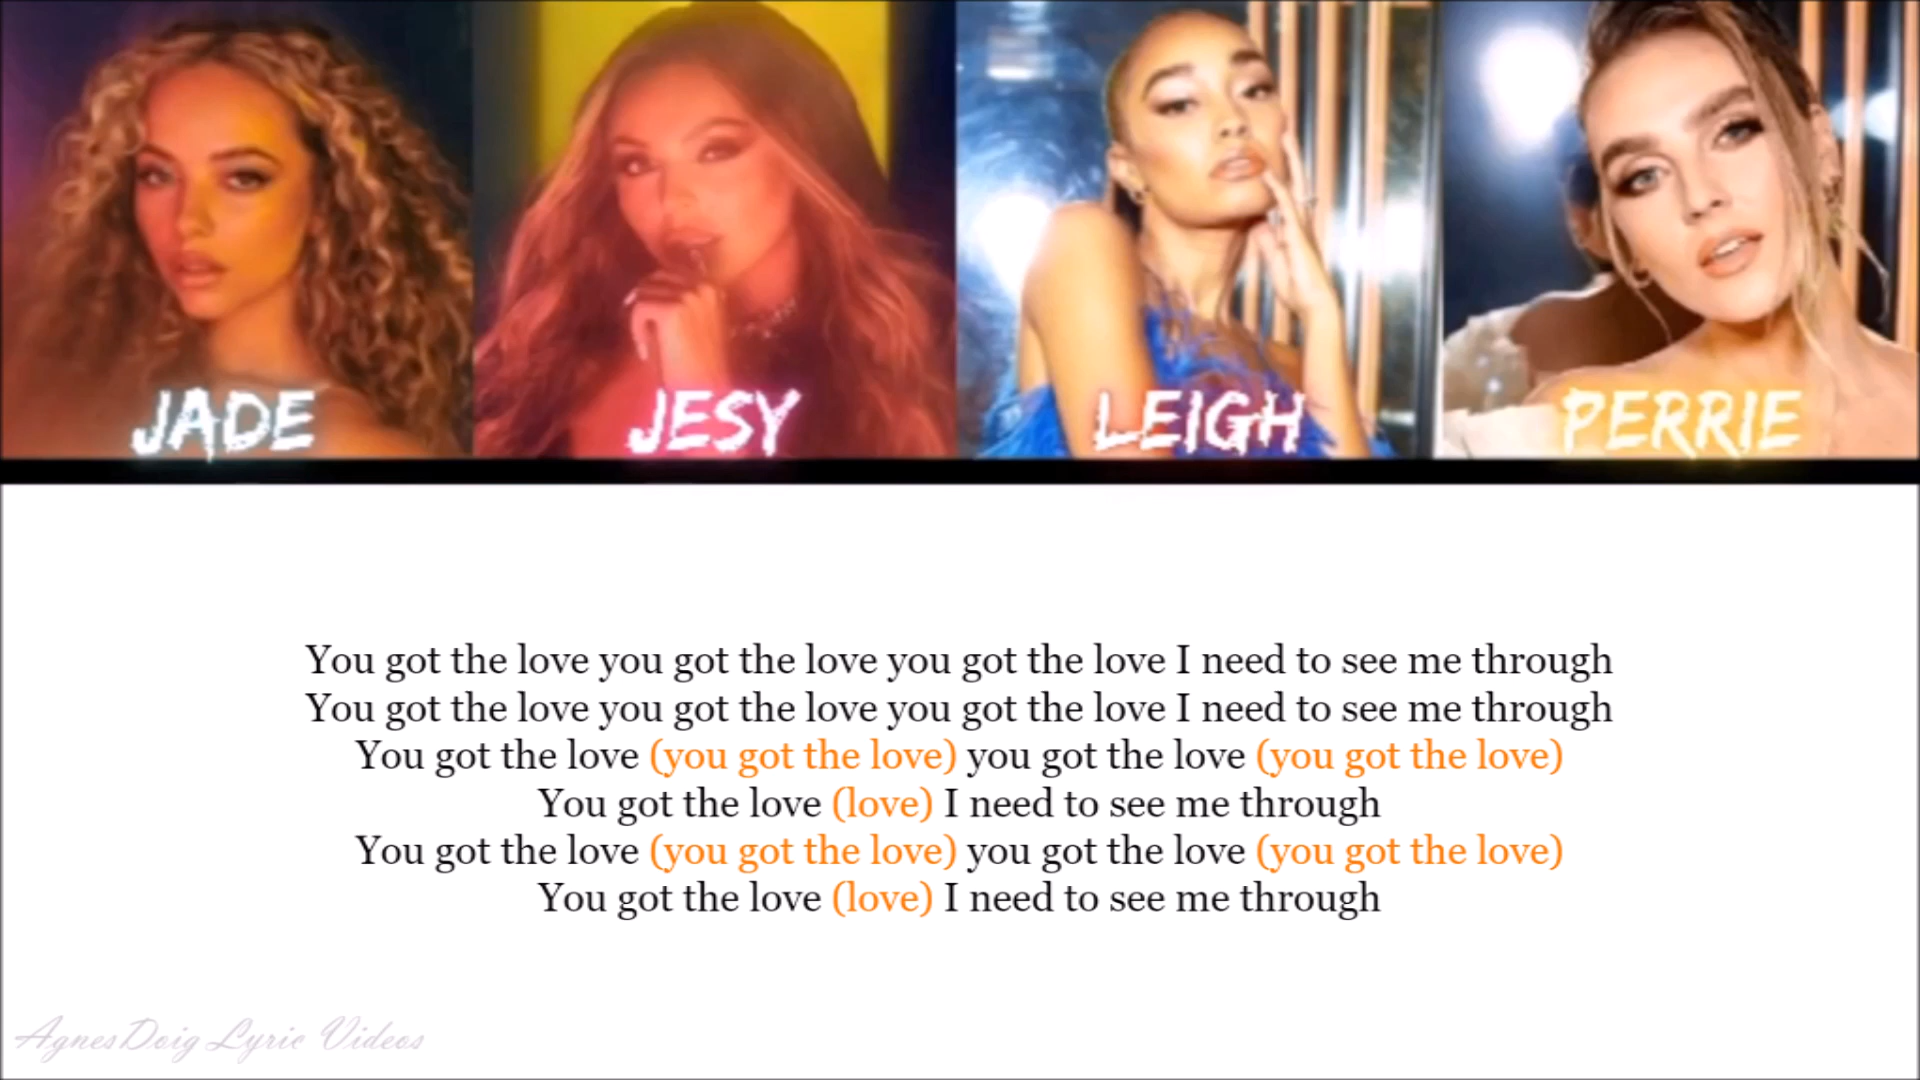 JADE JESY LEIGH PERRIE
You got the love you got the love you got the love I need to see me through
You got the love you got the love you got the love I need to see me through
You got the love (you got the love) you got the love (you got the love)
You got the love (love) I need to see me through
You got the love (you got the love) you got the love (you got the love)
You got the love (love) I need to see me through
AgnesDoig Lyric Videos